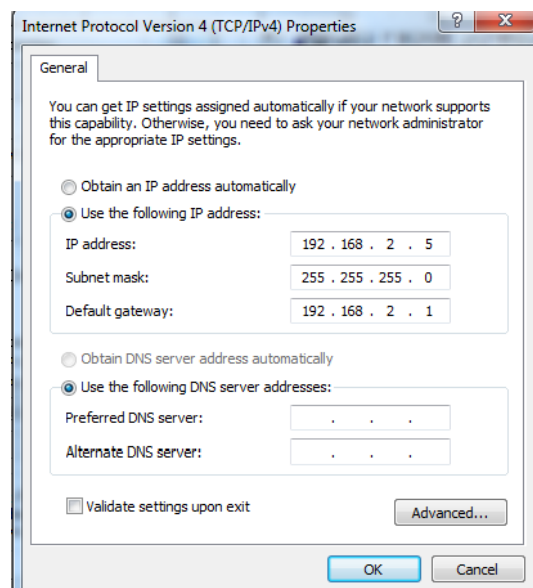 Internet Protocol Version 4 (TCP/IPv4) Properties
General
You can get IP settings assigned automatically if your network supports
this capability. Otherwise, you need to ask your network administrator
for the appropriate IP settings.
Obtain an IP address automatically
Use the following IP address:
IP address: 192 . 168 . 2 . 5
Subnet mask: 255 . 255 . 255 . 0
Default gateway: 192 . 168 . 2 . 1
Obtain DNS server address automatically
Use the following DNS server addresses:
Preferred DNS server: . . .
Alternate DNS server: . . .
Validate settings upon exit
Advanced...
OK Cancel